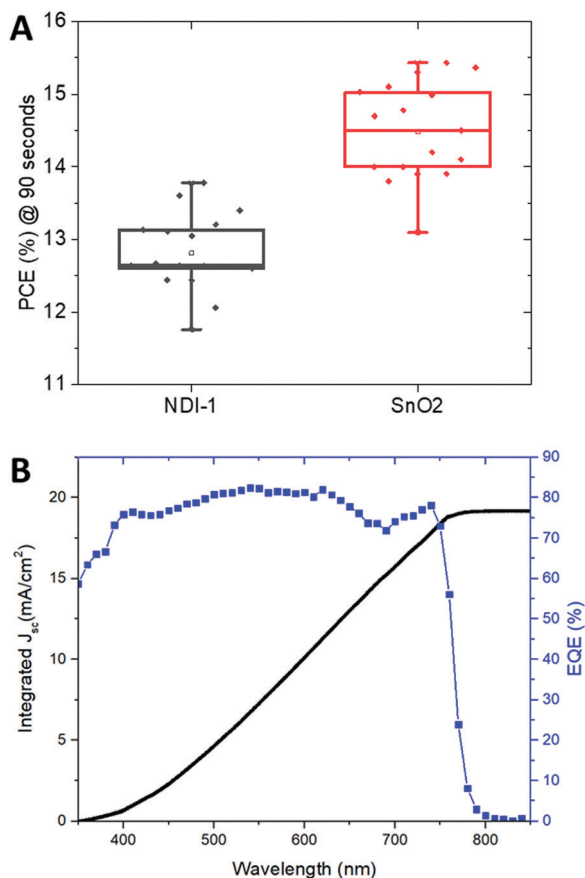 A
PCE (%) @ 90 seconds
16
15
14
13
12
11
NDI-1
SnO2
B
Integrated Jsc(mA/cm²)
20
15
10
5
0
90
80
70
60
50
40
30
20
10
0
EQE (%)
400 500 600 700 800
Wavelength (nm)